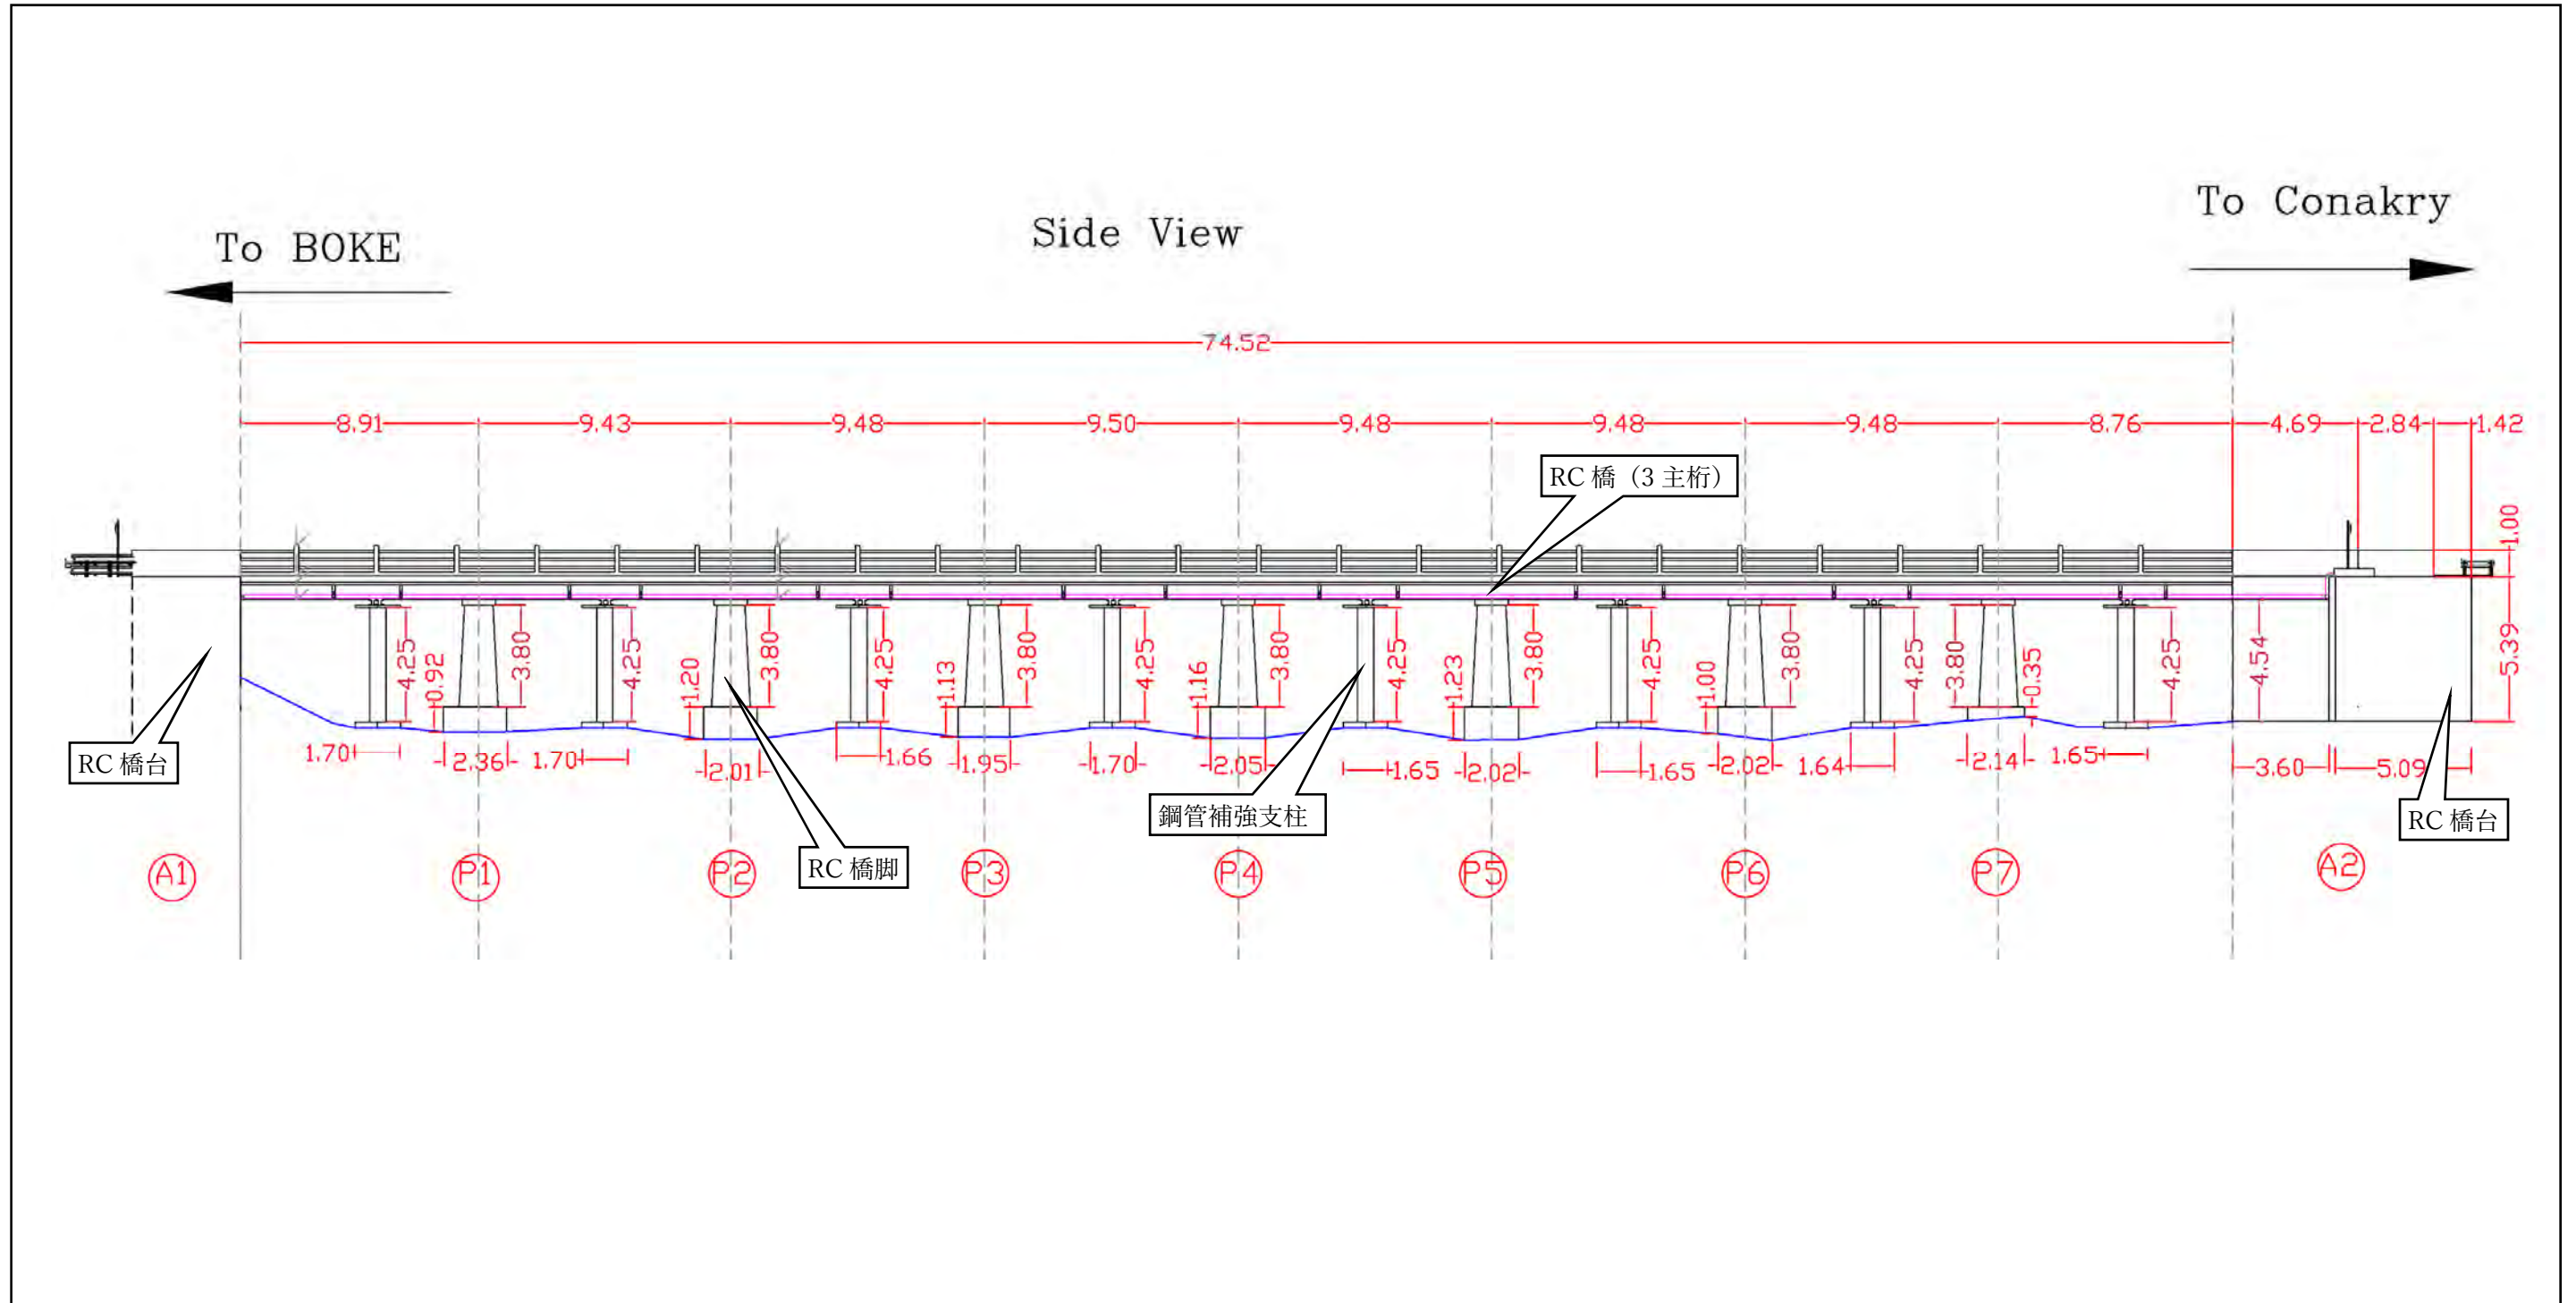 To Conakry
Side View
To BOKE
74.52
8.91 9.43 9.48 9.50 9.48 9.48 9.48 8.76 4.69 2.84 1.42
RC 橋（3 主桁）
1.00
4.25 0.92 3.80 4.25 1.20 3.80 4.25 1.13 3.80 4.25 1.16 3.80 4.25 1.23 3.80 4.25 1.00 3.80 4.25 3.80 0.35 4.25 4.54 5.39
1.70 2.36 1.70 2.01 1.66 1.95 1.70 2.05 1.65 2.02 1.65 2.02 1.64 2.14 1.65 3.60 5.09
RC 橋台
鋼管補強支柱
RC 橋台
RC 橋脚
A1 P1 P2 P3 P4 P5 P6 P7 A2